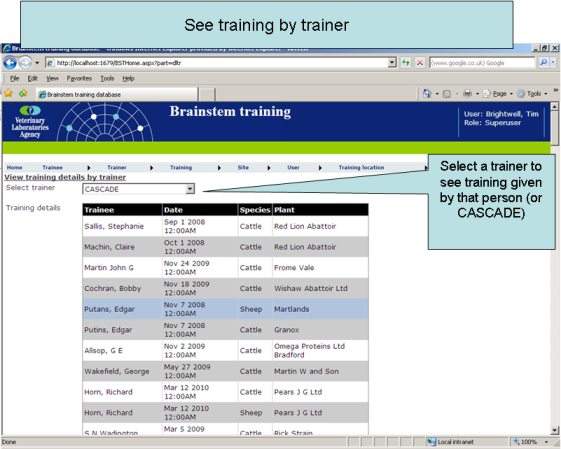 See training by trainer
Brainstem training database - Windows Internet Explorer provided by Internet Explorer
http://localhost:1679/BSTHome.aspx?part=dltr
(www.google.co.uk) Google
File Edit View Favorites Tools Help
Brainstem training database
Page Tools
Veterinary
Laboratories
Agency
Brainstem training
User: Brightwell, Tim
Role: Superuser
Home Trainee Trainer Training Site User Training location
View training details by trainer
Select trainer CASCADE
Select a trainer to
see training given
by that person (or
CASCADE)
Training details
Trainee Date Species Plant
Sallis, Stephanie Sep 1 2008 12:00AM Cattle Red Lion Abattoir
Machin, Claire Oct 1 2008 12:00AM Cattle Red Lion Abattoir
Martin John G Nov 24 2009 12:00AM Cattle Frome Vale
Cochran, Bobby Nov 18 2009 12:00AM Cattle Wishaw Abattoir Ltd
Putans, Edgar Nov 7 2008 12:00AM Sheep Martlands
Putins, Edgar Nov 7 2008 12:00AM Cattle Granox
Allsop, G E Nov 2 2009 12:00AM Cattle Omega Proteins Ltd Bradford
Wakefield, George May 27 2009 12:00AM Cattle Martin W and Son
Horn, Richard Mar 12 2010 12:00AM Cattle Pears J G Ltd
Horn, Richard Mar 12 2010 12:00AM Sheep Pears J G Ltd
S N Wadington Mar 5 2009 Cattle Rick Strain
Done Local intranet 100%